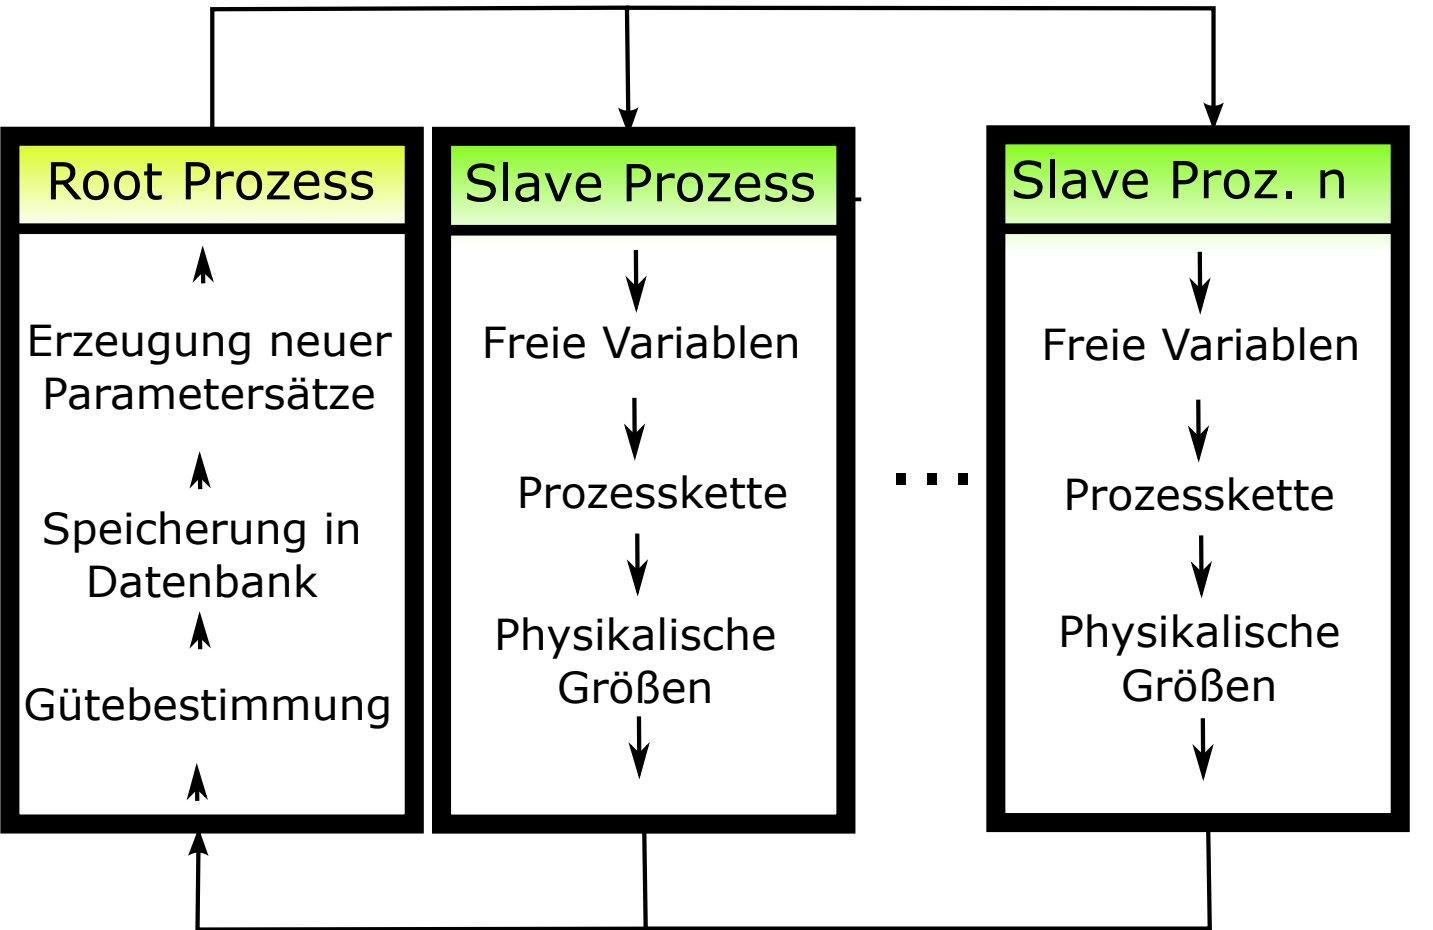 Root Prozess
Erzeugung neuer
Parametersätze
Speicherung in
Datenbank
Gütebestimmung
Slave Prozess
Freie Variablen
Prozesskette
Physikalische
Größen
...
Slave Proz. n
Freie Variablen
Prozesskette
Physikalische
Größen